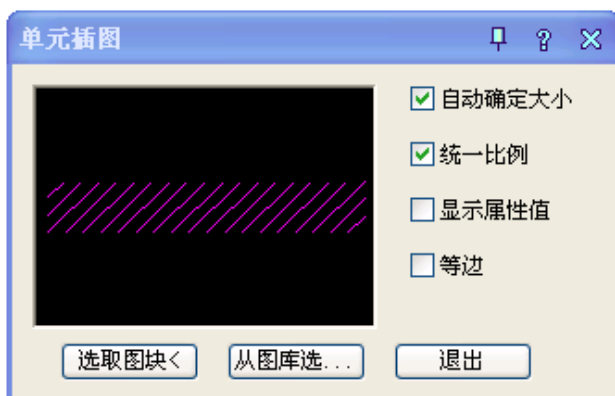 单元插图
自动确定大小
统一比例
显示属性值
等边
选取图块<
从图库选...
退出